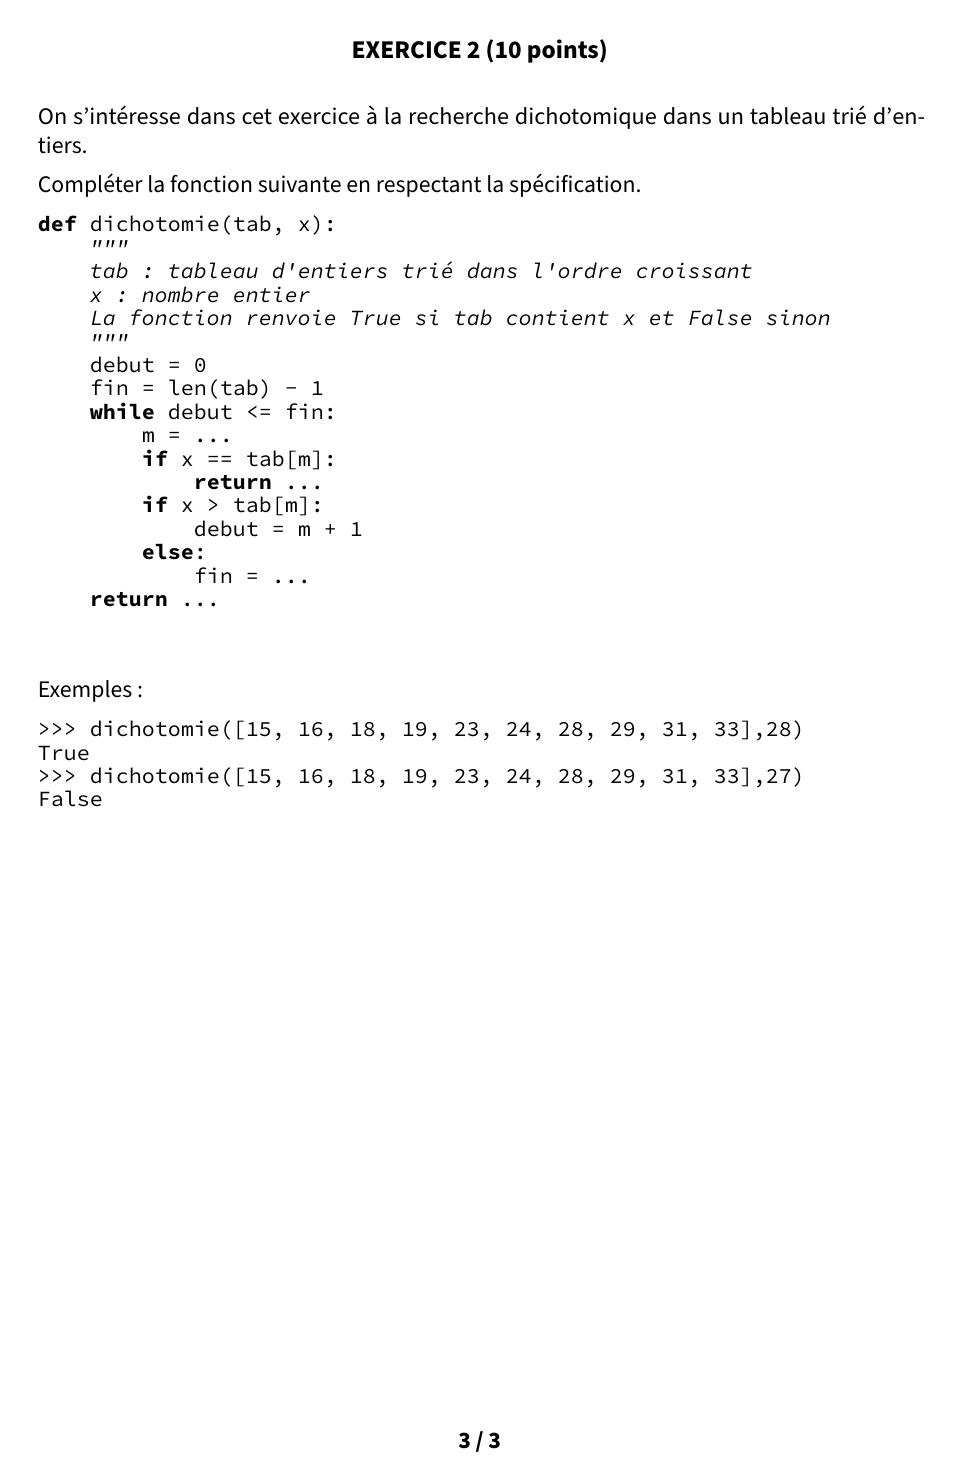 EXERCICE 2 (10 points)
On s’intéresse dans cet exercice à la recherche dichotomique dans un tableau trié d’en-
tiers.
Compléter la fonction suivante en respectant la spécification.
def dichotomie(tab, x):
    """
    tab : tableau d'entiers trié dans l'ordre croissant
    x : nombre entier
    La fonction renvoie True si tab contient x et False sinon
    """
    debut = 0
    fin = len(tab) - 1
    while debut <= fin:
        m = ...
        if x == tab[m]:
            return ...
        if x > tab[m]:
            debut = m + 1
        else:
            fin = ...
    return ...
Exemples :
>>> dichotomie([15, 16, 18, 19, 23, 24, 28, 29, 31, 33],28)
True
>>> dichotomie([15, 16, 18, 19, 23, 24, 28, 29, 31, 33],27)
False
3 / 3